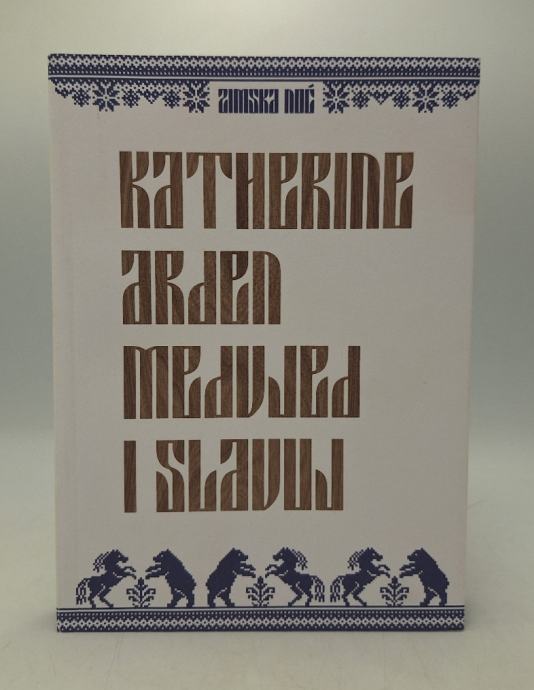 ZIMSKA NOĆ
KATHERINE
ARDEN
MEDVJED
I SLAVUJ